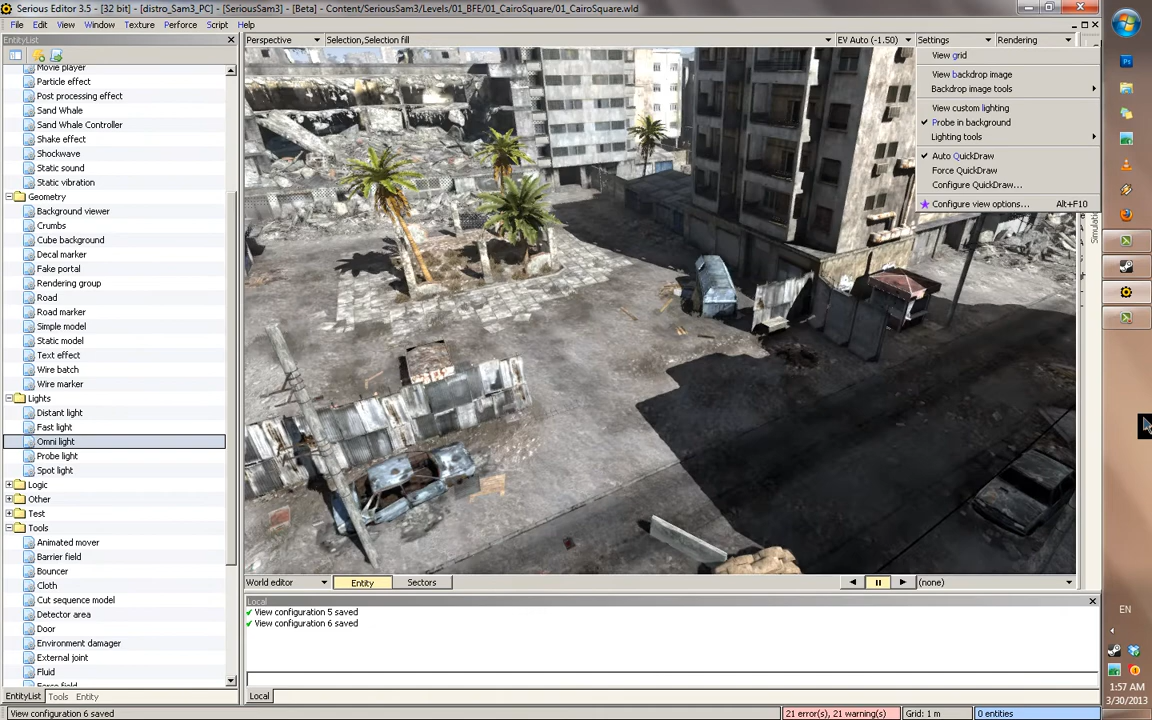 Serious Editor 3.5 - [32 bit] - [distro_Sam3_PC] - [SeriousSam3] - [Beta] - Content/SeriousSam3/Levels/01_BFE/01_CairoSquare/01_CairoSquare.wld
File Edit View Window Texture Perforce Script Help
EntityList
Perspective
Selection,Selection fill
EV Auto (-1.50)
Settings
Rendering
Movie player
Particle effect
Post processing effect
Sand Whale
Sand Whale Controller
Shake effect
Shockwave
Static sound
Static vibration
Geometry
Background viewer
Crumbs
Cube background
Decal marker
Fake portal
Rendering group
Road
Road marker
Simple model
Static model
Text effect
Wire batch
Wire marker
Lights
Distant light
Fast light
Omni light
Probe light
Spot light
Logic
Other
Test
Tools
Animated mover
Barrier field
Bouncer
Cloth
Cut sequence model
Detector area
Door
Environment damager
External joint
Fluid
Force field
EntityList Tools Entity
View grid
View backdrop image
Backdrop image tools
View custom lighting
Probe in background
Lighting tools
Auto QuickDraw
Force QuickDraw
Configure QuickDraw...
Configure view options... Alt+F10
Simulati
World editor
Entity
Sectors
(none)
Local
View configuration 5 saved
View configuration 6 saved
Local
View configuration 6 saved
21 error(s), 21 warning(s)
Grid: 1 m
0 entities
Ps
EN
1:57 AM
3/30/2013